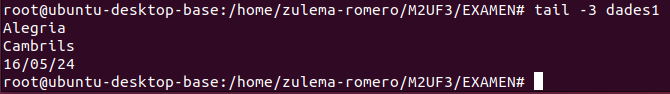 root@ubuntu-desktop-base:/home/zulema-romero/M2UF3/EXAMEN# tail -3 dades1
Alegria
Cambrils
16/05/24
root@ubuntu-desktop-base:/home/zulema-romero/M2UF3/EXAMEN#